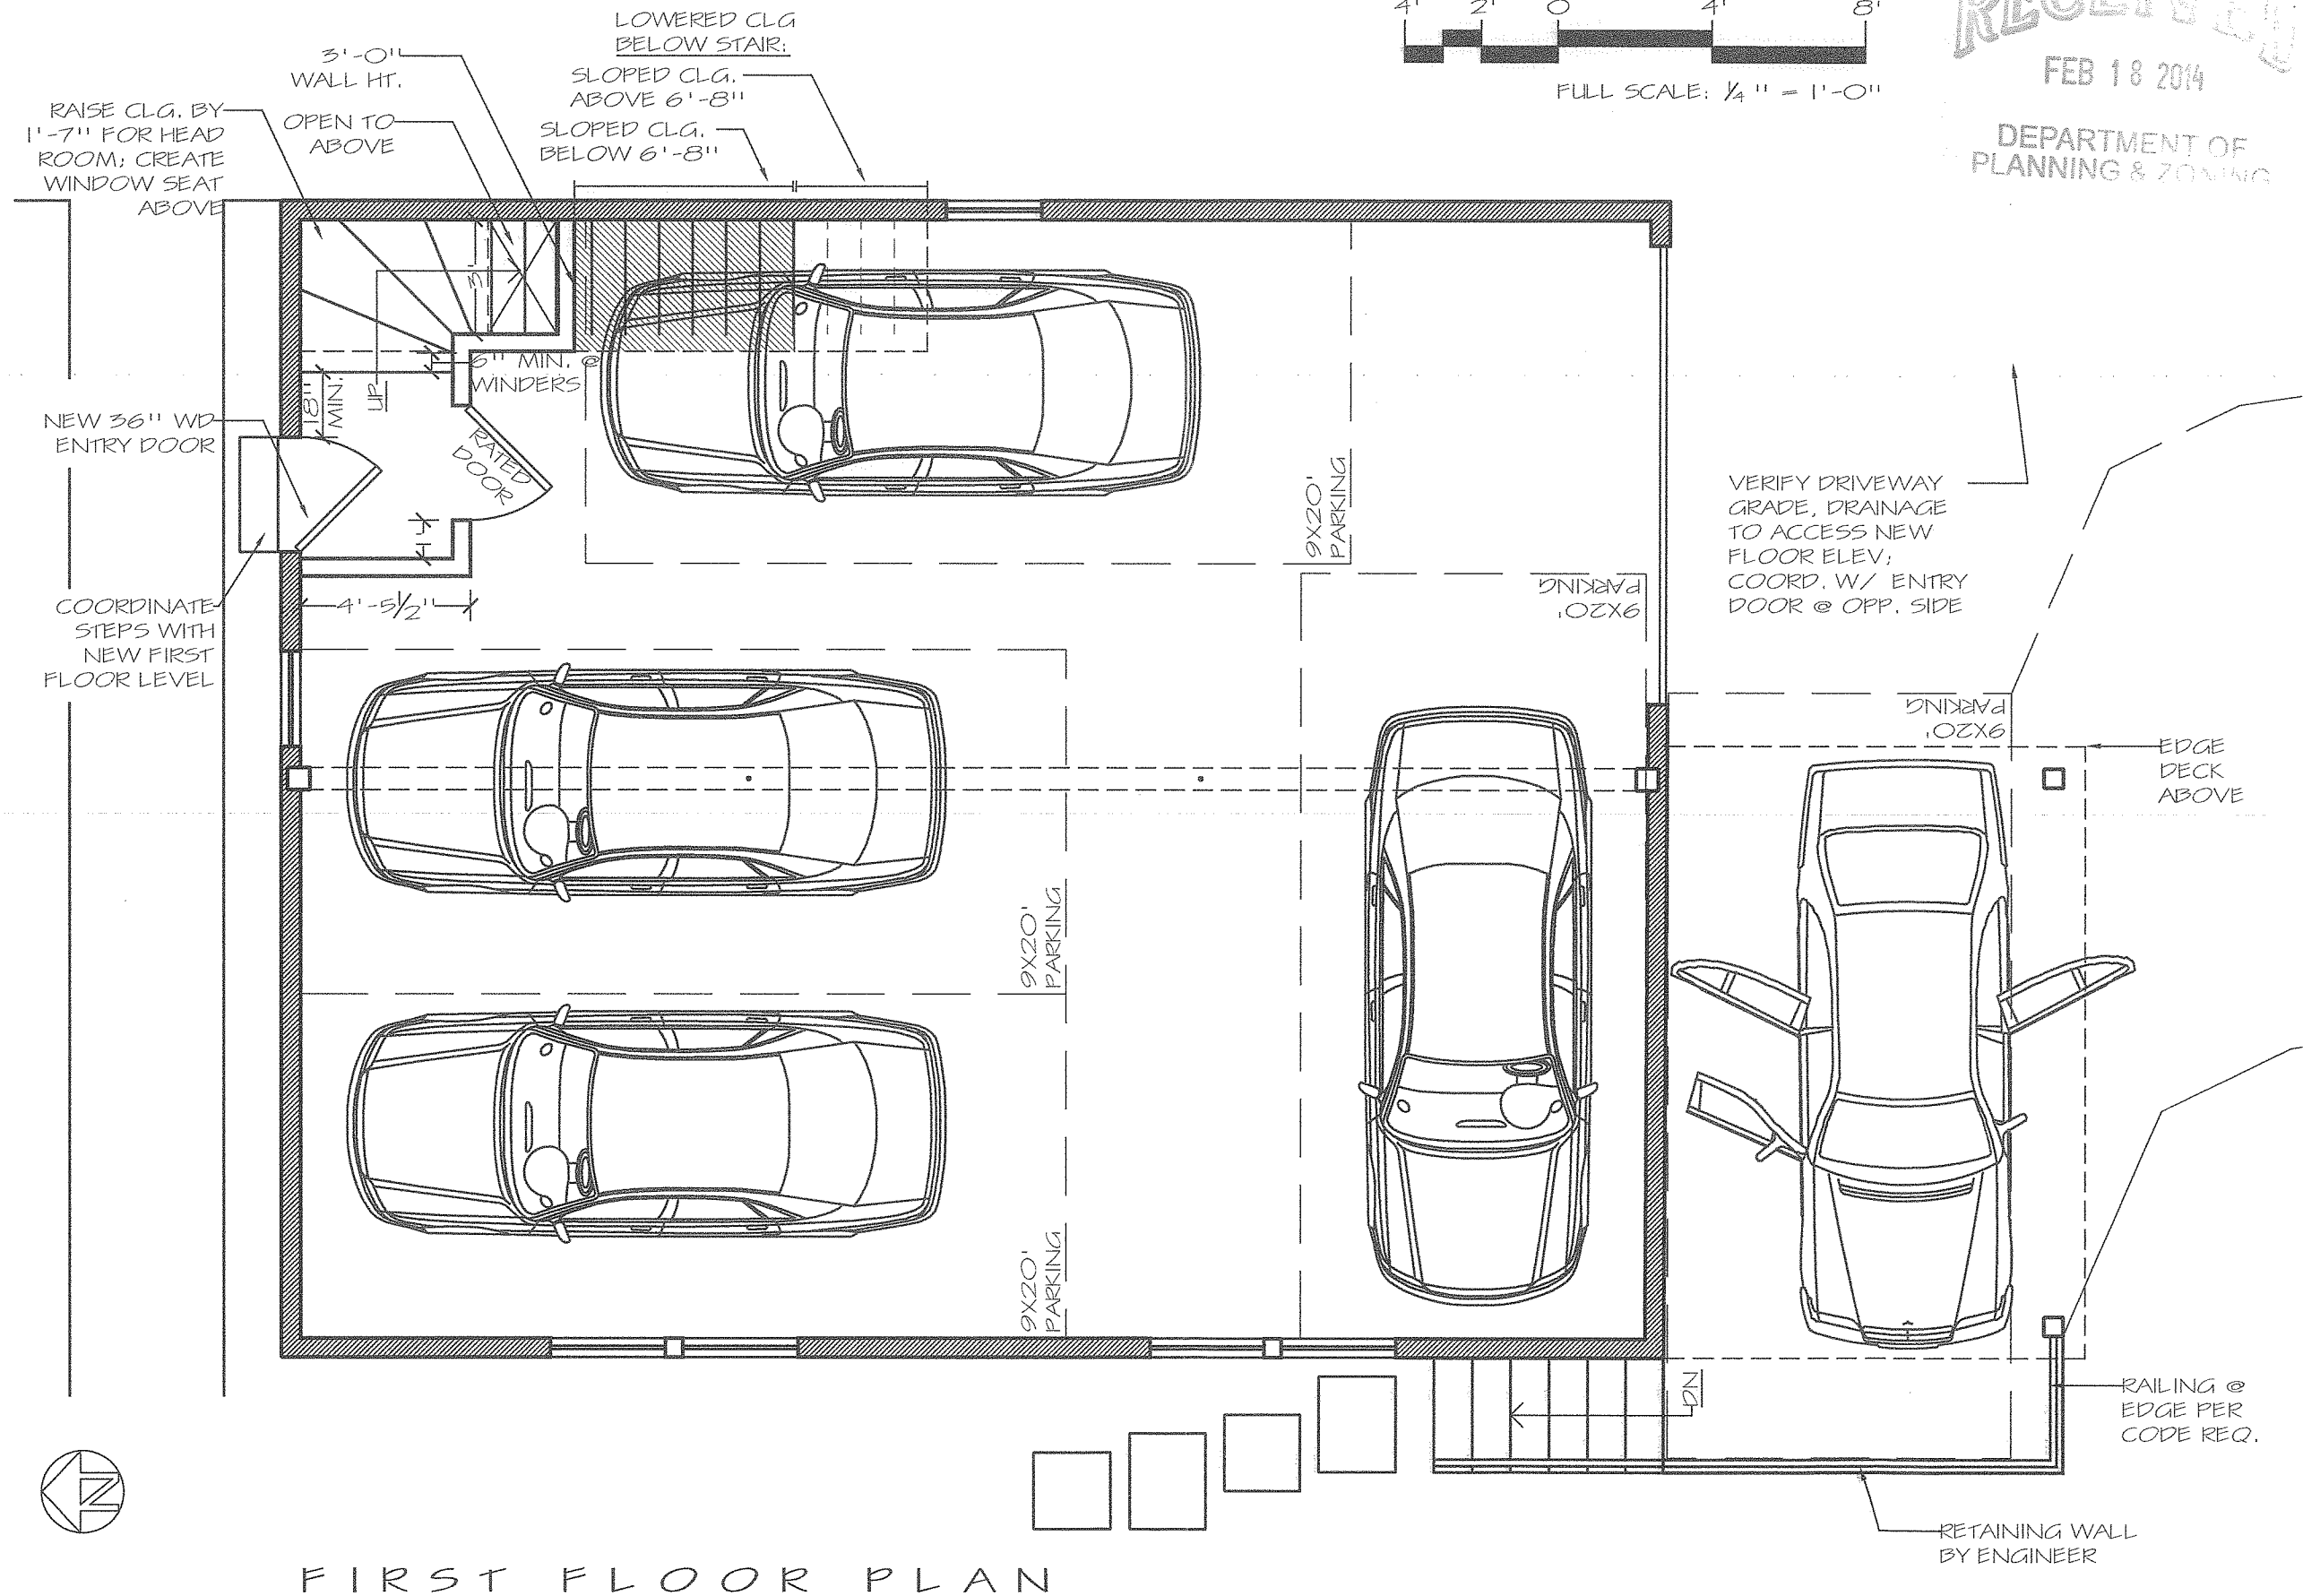 LOWERED CLG
BELOW STAIR:
3'-0"
WALL HT.
SLOPED CLG.
ABOVE 6'-8"
SLOPED CLG.
BELOW 6'-8"
RAISE CLG. BY
1'-7" FOR HEAD
ROOM; CREATE
WINDOW SEAT
ABOVE
OPEN TO
ABOVE
4' 2' 0 4' 8'
FULL SCALE: 1/4" = 1'-0"
RECEIVED
FEB 18 2014
DEPARTMENT OF
PLANNING & ZONING
3'
6" MIN. @
WINDERS
18"
MIN.
UP
NEW 36" WD
ENTRY DOOR
RATED
DOOR
1'
4'-5 1/2"
COORDINATE
STEPS WITH
NEW FIRST
FLOOR LEVEL
9X20'
PARKING
9X20'
PARKING
VERIFY DRIVEWAY
GRADE, DRAINAGE
TO ACCESS NEW
FLOOR ELEV;
COORD. W/ ENTRY
DOOR @ OPP. SIDE
9X20'
PARKING
EDGE
DECK
ABOVE
9X20'
PARKING
9X20'
PARKING
DN
RAILING @
EDGE PER
CODE REQ.
RETAINING WALL
BY ENGINEER
N
FIRST FLOOR PLAN